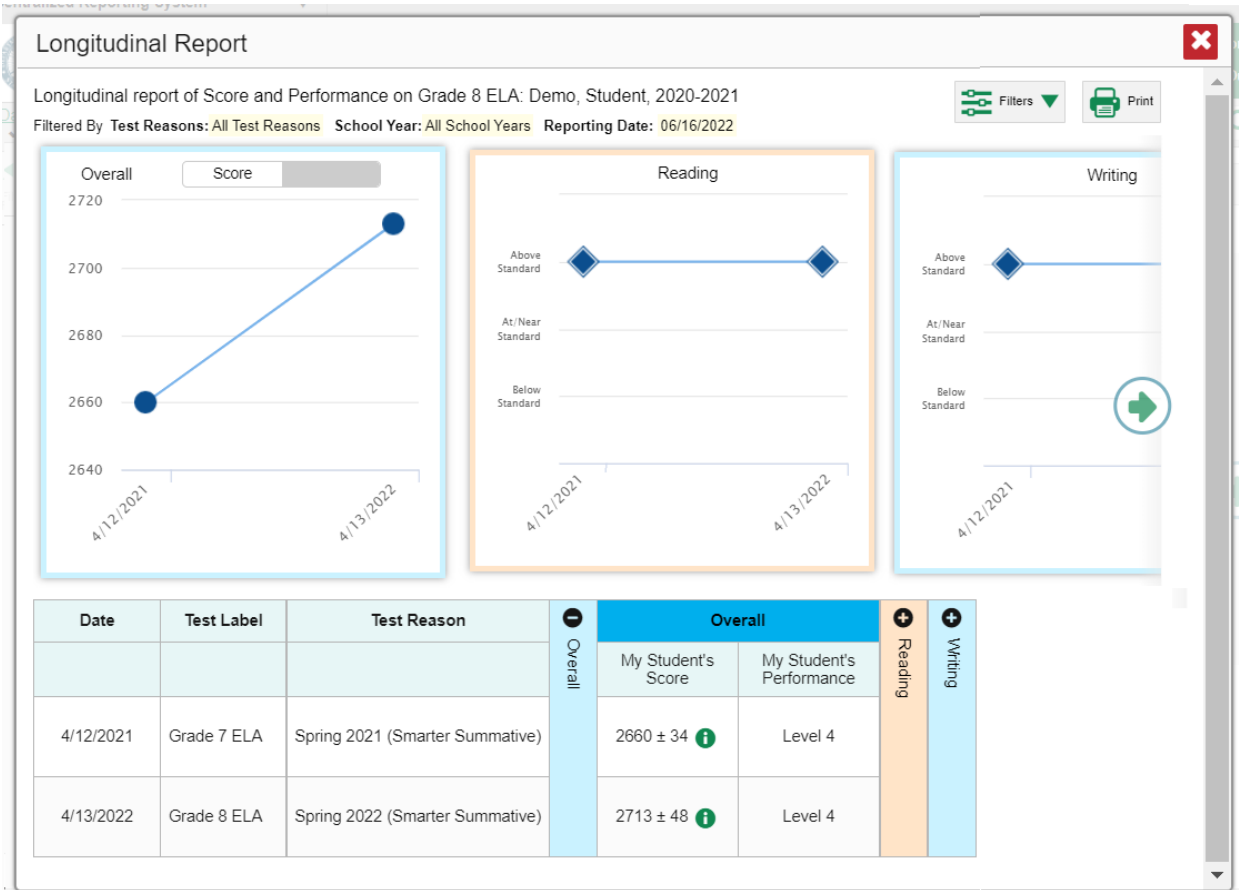 Longitudinal Report
Longitudinal report of Score and Performance on Grade 8 ELA: Demo, Student, 2020-2021
Filters
Print
Filtered By Test Reasons: All Test Reasons School Year: All School Years Reporting Date: 06/16/2022
Overall
Score
2720
2700
2680
2660
2640
4/12/2021
4/13/2022
Reading
Above
Standard
At/Near
Standard
Below
Standard
4/12/2021
4/13/2022
Writing
Above
Standard
At/Near
Standard
Below
Standard
4/12/2021
Date Test Label Test Reason Overall Overall Reading Writing
My Student's Score My Student's Performance
4/12/2021 Grade 7 ELA Spring 2021 (Smarter Summative) 2660 ± 34 Level 4
4/13/2022 Grade 8 ELA Spring 2022 (Smarter Summative) 2713 ± 48 Level 4